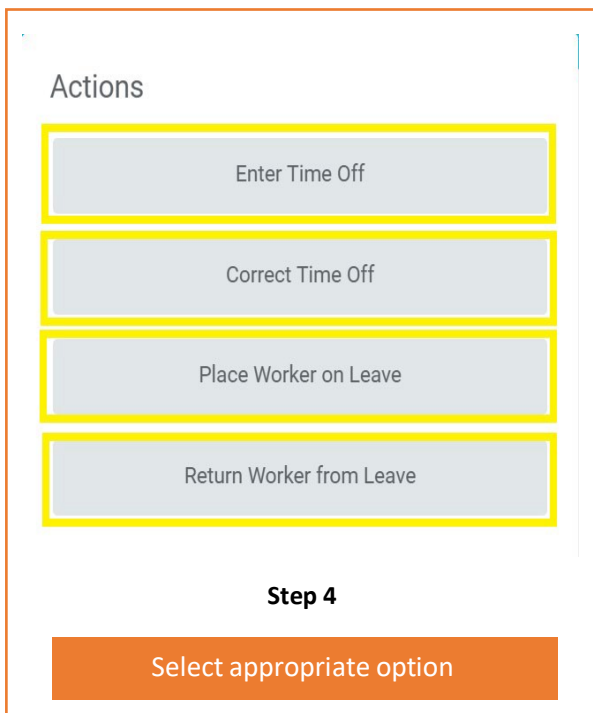 Actions
Enter Time Off
Correct Time Off
Place Worker on Leave
Return Worker from Leave
Step 4
Select appropriate option